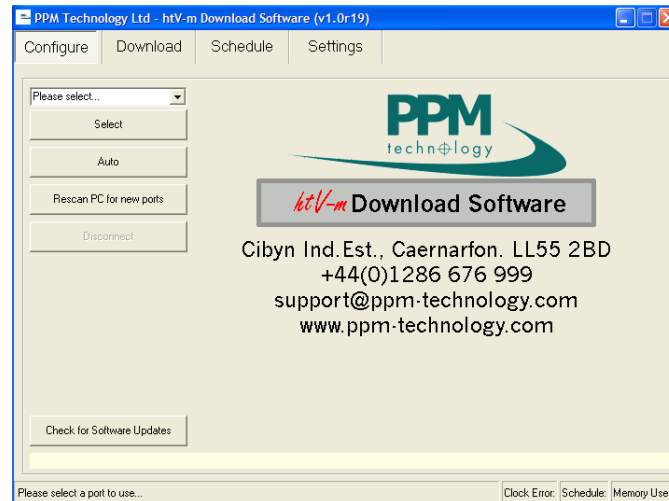 PPM Technology Ltd - htV-m Download Software (v1.0r19)
Configure Download Schedule Settings
Please select...
Select
Auto
Rescan PC for new ports
Disconnect
PPM
technology
htV-m Download Software
Cibyn Ind.Est., Caernarfon. LL55 2BD
+44(0)1286 676 999
support@ppm-technology.com
www.ppm-technology.com
Check for Software Updates
Please select a port to use... Clock Error: Schedule: Memory Use